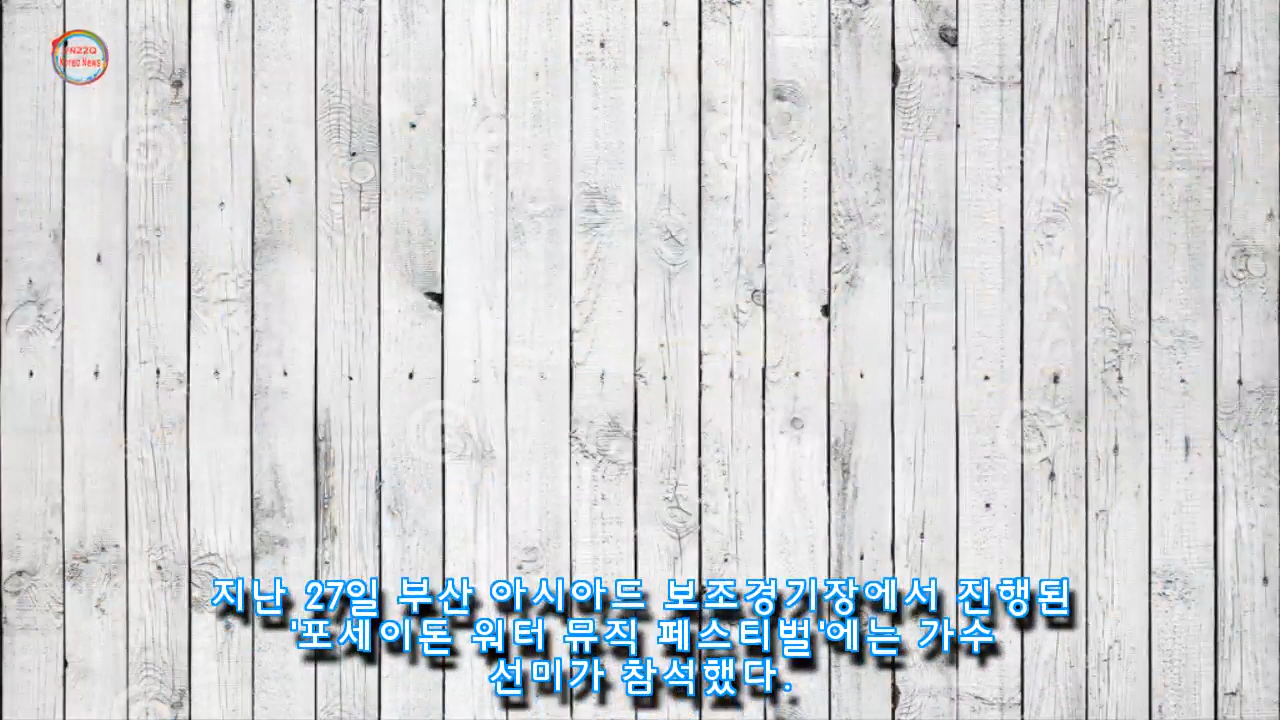 Korea News
지난 27일 부산 아시아드 보조경기장에서 진행된
'포세이돈 워터 뮤직 페스티벌'에는 가수
선미가 참석했다.